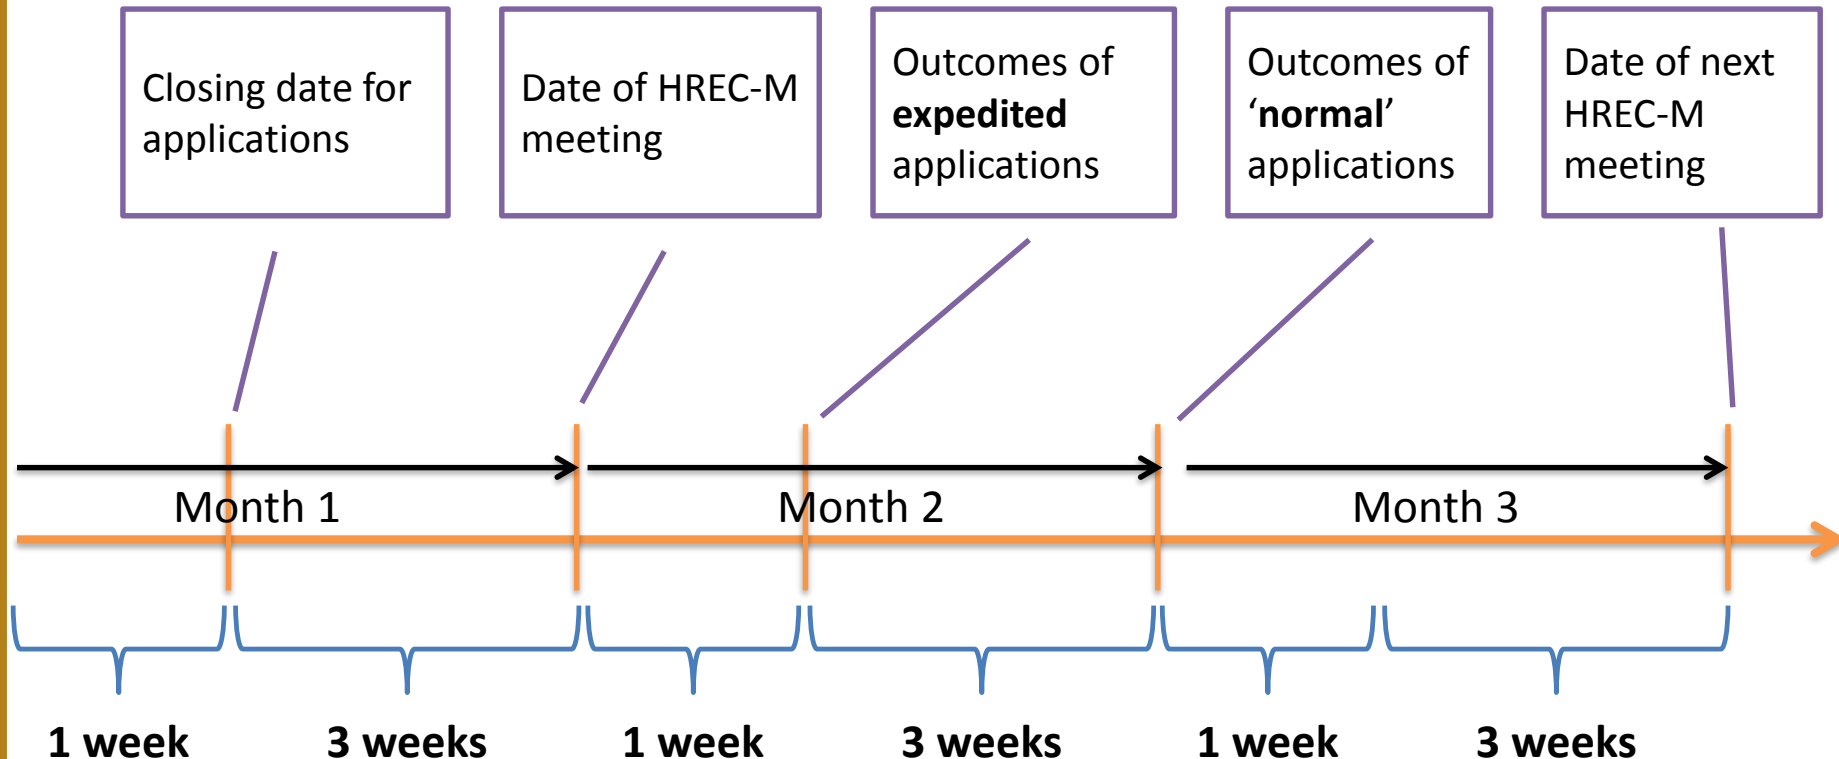 Closing date for
applications
Date of HREC-M
meeting
Outcomes of
expedited
applications
Outcomes of
‘normal’
applications
Date of next
HREC-M
meeting
Month 1
Month 2
Month 3
1 week
3 weeks
1 week
3 weeks
1 week
3 weeks